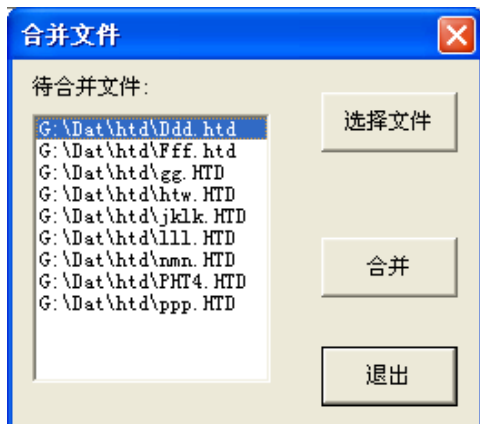 合并文件
待合并文件:
G:\Dat\htd\Ddd.htd
G:\Dat\htd\Fff.htd
G:\Dat\htd\gg.HTD
G:\Dat\htd\htw.HTD
G:\Dat\htd\jklk.HTD
G:\Dat\htd\lll.HTD
G:\Dat\htd\nmn.HTD
G:\Dat\htd\PHT4.HTD
G:\Dat\htd\ppp.HTD
选择文件
合并
退出